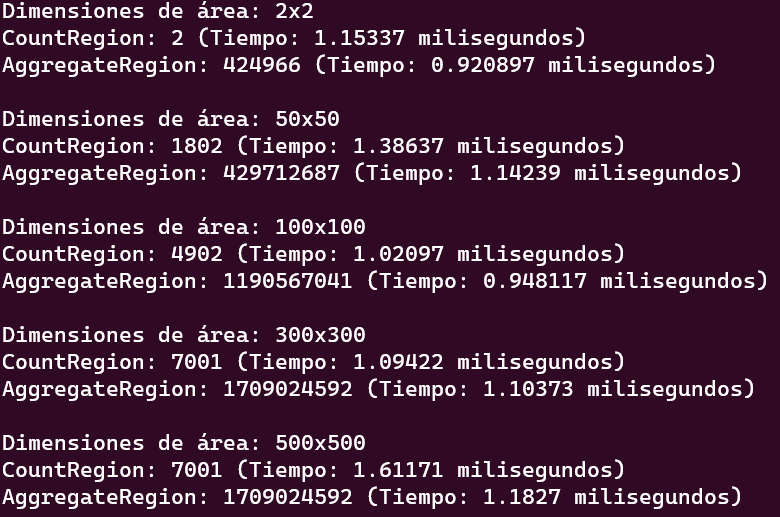 Dimensiones de área: 2x2
CountRegion: 2 (Tiempo: 1.15337 milisegundos)
AggregateRegion: 424966 (Tiempo: 0.920897 milisegundos)
Dimensiones de área: 50x50
CountRegion: 1802 (Tiempo: 1.38637 milisegundos)
AggregateRegion: 429712687 (Tiempo: 1.14239 milisegundos)
Dimensiones de área: 100x100
CountRegion: 4902 (Tiempo: 1.02097 milisegundos)
AggregateRegion: 1190567041 (Tiempo: 0.948117 milisegundos)
Dimensiones de área: 300x300
CountRegion: 7001 (Tiempo: 1.09422 milisegundos)
AggregateRegion: 1709024592 (Tiempo: 1.10373 milisegundos)
Dimensiones de área: 500x500
CountRegion: 7001 (Tiempo: 1.61171 milisegundos)
AggregateRegion: 1709024592 (Tiempo: 1.1827 milisegundos)